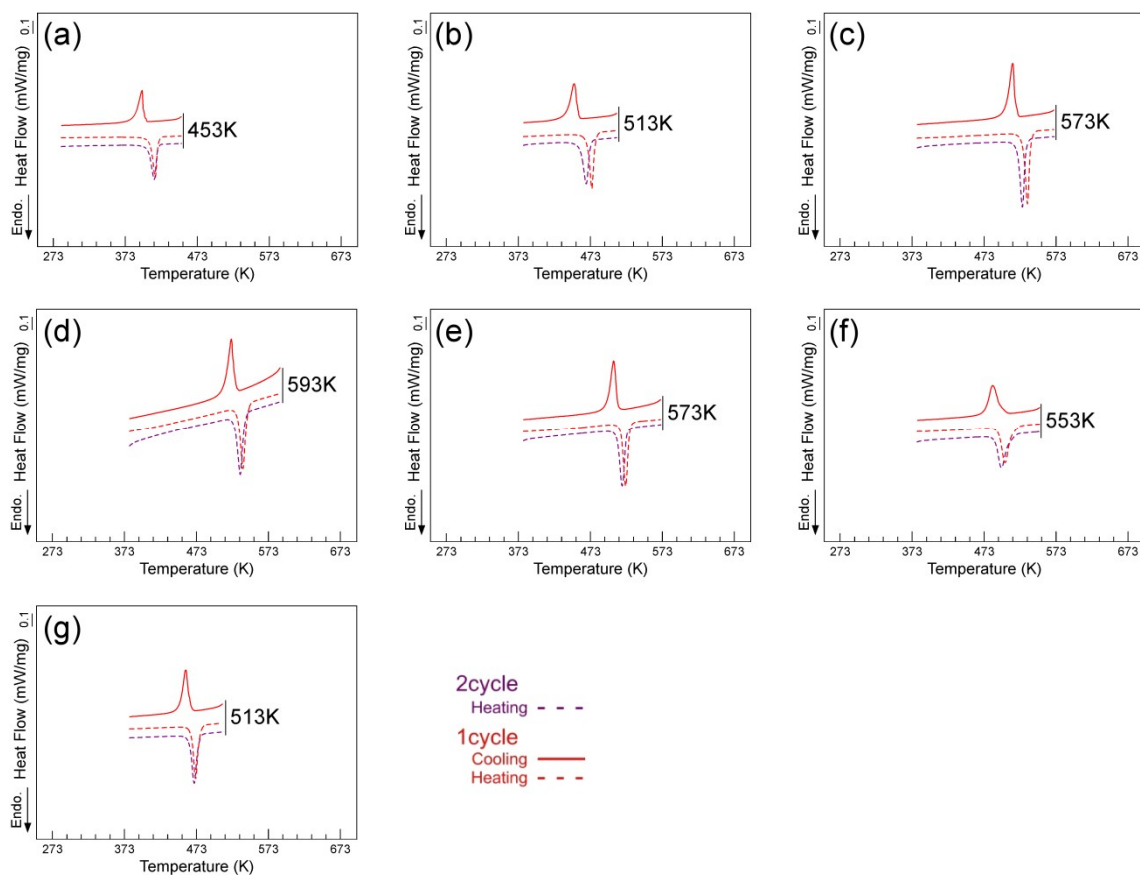 (a)
0.1
Heat Flow (mW/mg)
Endo.
453K
273 373 473 573 673
Temperature (K)
(b)
0.1
Heat Flow (mW/mg)
Endo.
513K
273 373 473 573 673
Temperature (K)
(c)
0.1
Heat Flow (mW/mg)
Endo.
573K
273 373 473 573 673
Temperature (K)
(d)
0.1
Heat Flow (mW/mg)
Endo.
593K
273 373 473 573 673
Temperature (K)
(e)
0.1
Heat Flow (mW/mg)
Endo.
573K
273 373 473 573 673
Temperature (K)
(f)
0.1
Heat Flow (mW/mg)
Endo.
553K
273 373 473 573 673
Temperature (K)
(g)
0.1
Heat Flow (mW/mg)
Endo.
513K
273 373 473 573 673
Temperature (K)
2cycle
Heating
1cycle
Cooling
Heating